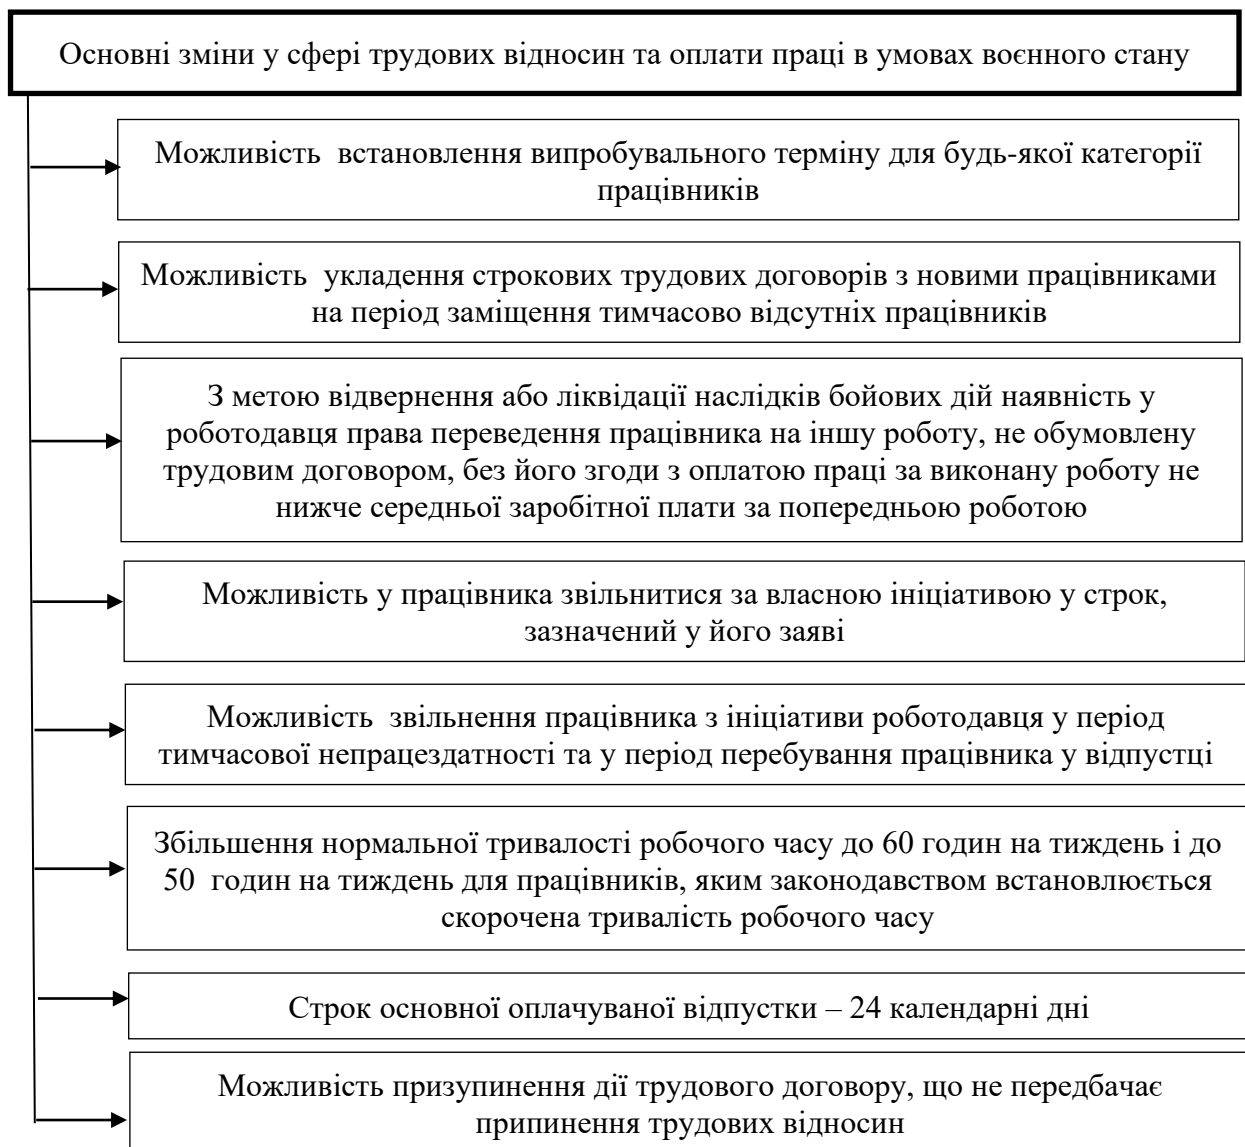 Основні зміни у сфері трудових відносин та оплати праці в умовах воєнного стану
Можливість встановлення випробувального терміну для будь-якої категорії
працівників
Можливість укладення строкових трудових договорів з новими працівниками
на період заміщення тимчасово відсутніх працівників
З метою відвернення або ліквідації наслідків бойових дій наявність у
роботодавця права переведення працівника на іншу роботу, не обумовлену
трудовим договором, без його згоди з оплатою праці за виконану роботу не
нижче середньої заробітної плати за попередньою роботою
Можливість у працівника звільнитися за власною ініціативою у строк,
зазначений у його заяві
Можливість звільнення працівника з ініціативи роботодавця у період
тимчасової непрацездатності та у період перебування працівника у відпустці
Збільшення нормальної тривалості робочого часу до 60 годин на тиждень і до
50 годин на тиждень для працівників, яким законодавством встановлюється
скорочена тривалість робочого часу
Строк основної оплачуваної відпустки – 24 календарні дні
Можливість призупинення дії трудового договору, що не передбачає
припинення трудових відносин